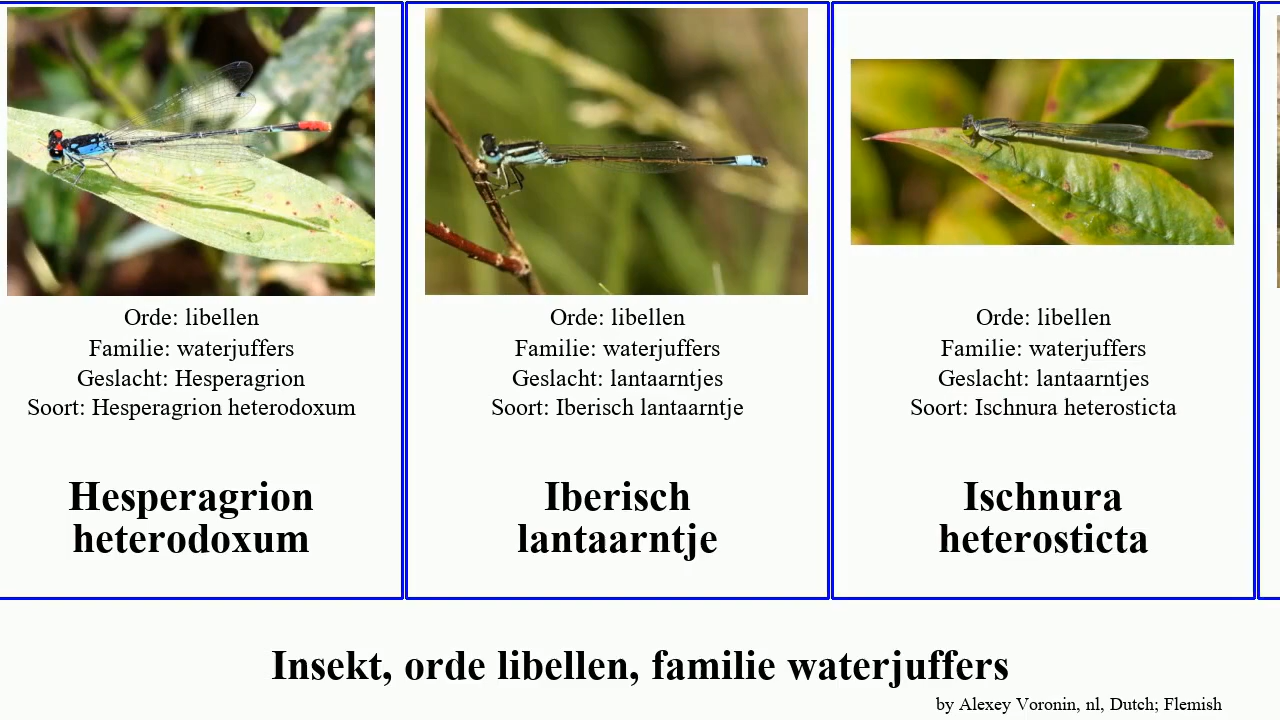 Orde: libellen
Familie: waterjuffers
Geslacht: Hesperagrion
Soort: Hesperagrion heterodoxum
Hesperagrion
heterodoxum
Orde: libellen
Familie: waterjuffers
Geslacht: lantaarntjes
Soort: Iberisch lantaarntje
Iberisch
lantaarntje
Orde: libellen
Familie: waterjuffers
Geslacht: lantaarntjes
Soort: Ischnura heterosticta
Ischnura
heterosticta
Insekt, orde libellen, familie waterjuffers
by Alexey Voronin, nl, Dutch; Flemish